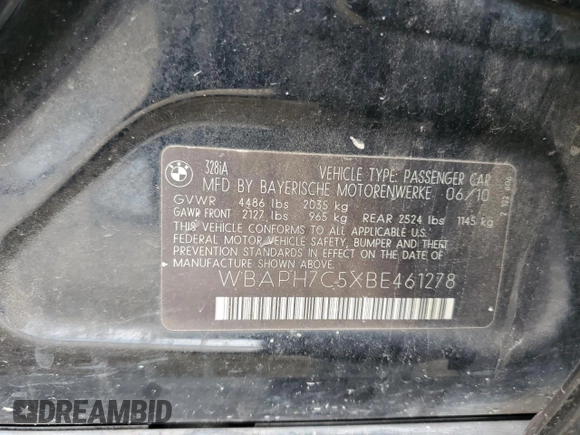 BMW
328iA
VEHICLE TYPE: PASSENGER CAR
MFD BY BAYERISCHE MOTORENWERKE 06/10
GVWR 4486 lbs 2035 kg
GAWR FRONT 2127 lbs 965 kg REAR 2524 lbs 1145 kg
THIS VEHICLE CONFORMS TO ALL APPLICABLE U.S.
FEDERAL MOTOR VEHICLE SAFETY, BUMPER AND THEFT
PREVENTION STANDARDS IN EFFECT ON THE DATE
OF MANUFACTURE SHOWN ABOVE.
WBAPH7C5XBE461278
DREAMBID